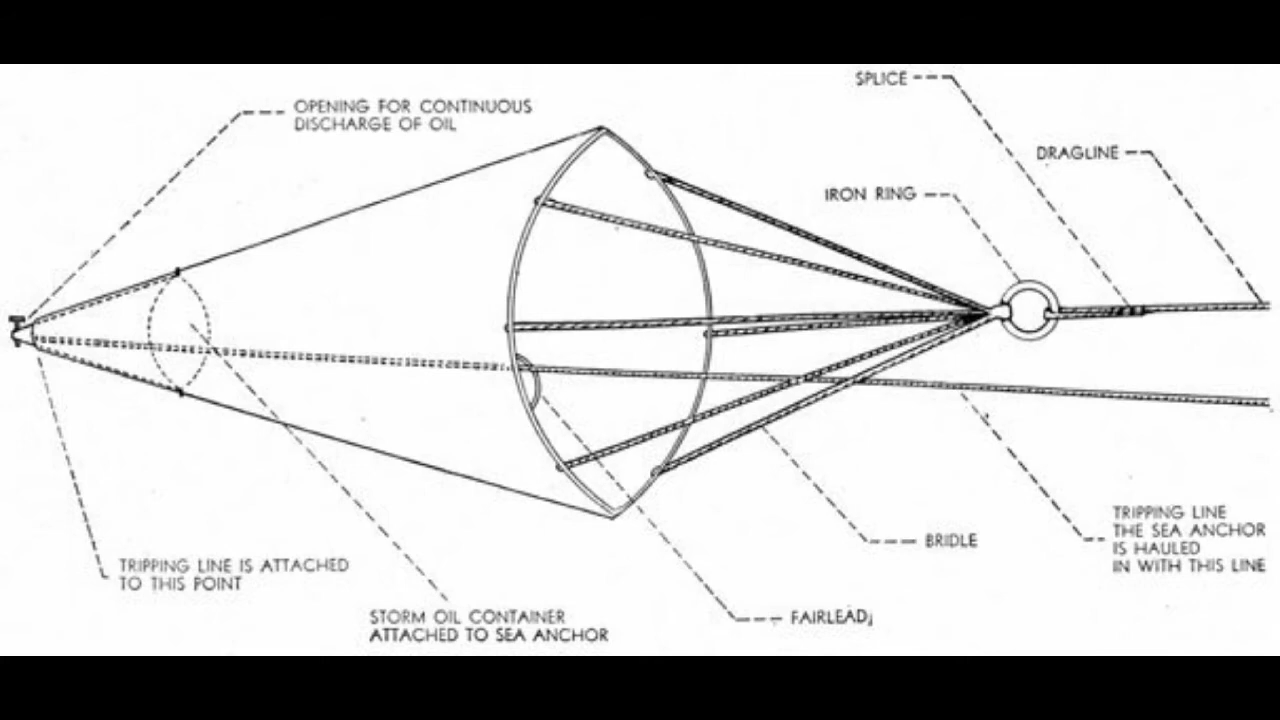 SPLICE
OPENING FOR CONTINUOUS
DISCHARGE OF OIL
DRAGLINE
IRON RING
TRIPPING LINE
THE SEA ANCHOR
IS HAULED
IN WITH THIS LINE
BRIDLE
TRIPPING LINE IS ATTACHED
TO THIS POINT
STORM OIL CONTAINER
ATTACHED TO SEA ANCHOR
FAIRLEAD;